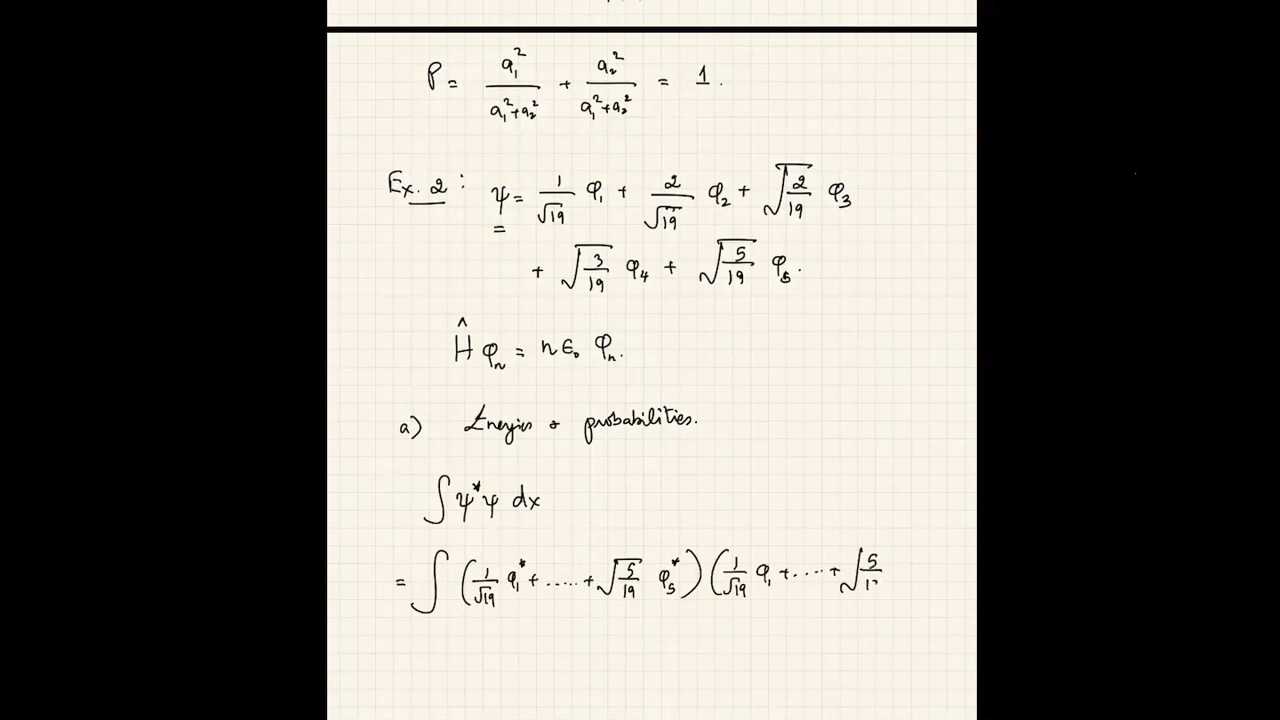 P = a₁²/(a₁²+a₂²) + a₂²/(a₁²+a₂²) = 1.
Ex. 2 : ψ = 1/√19 φ₁ + 2/√19 φ₂ + √(2/19) φ₃
+ √(3/19) φ₄ + √(5/19) φ₅.
Ĥ φₙ = n ϵ₀ φₙ.
a) Energies & probabilities.
∫ ψ*ψ dx
= ∫ (1/√19 φ₁* + ..... + √(5/19) φ₅*) (1/√19 φ₁ + .... + √(5/1